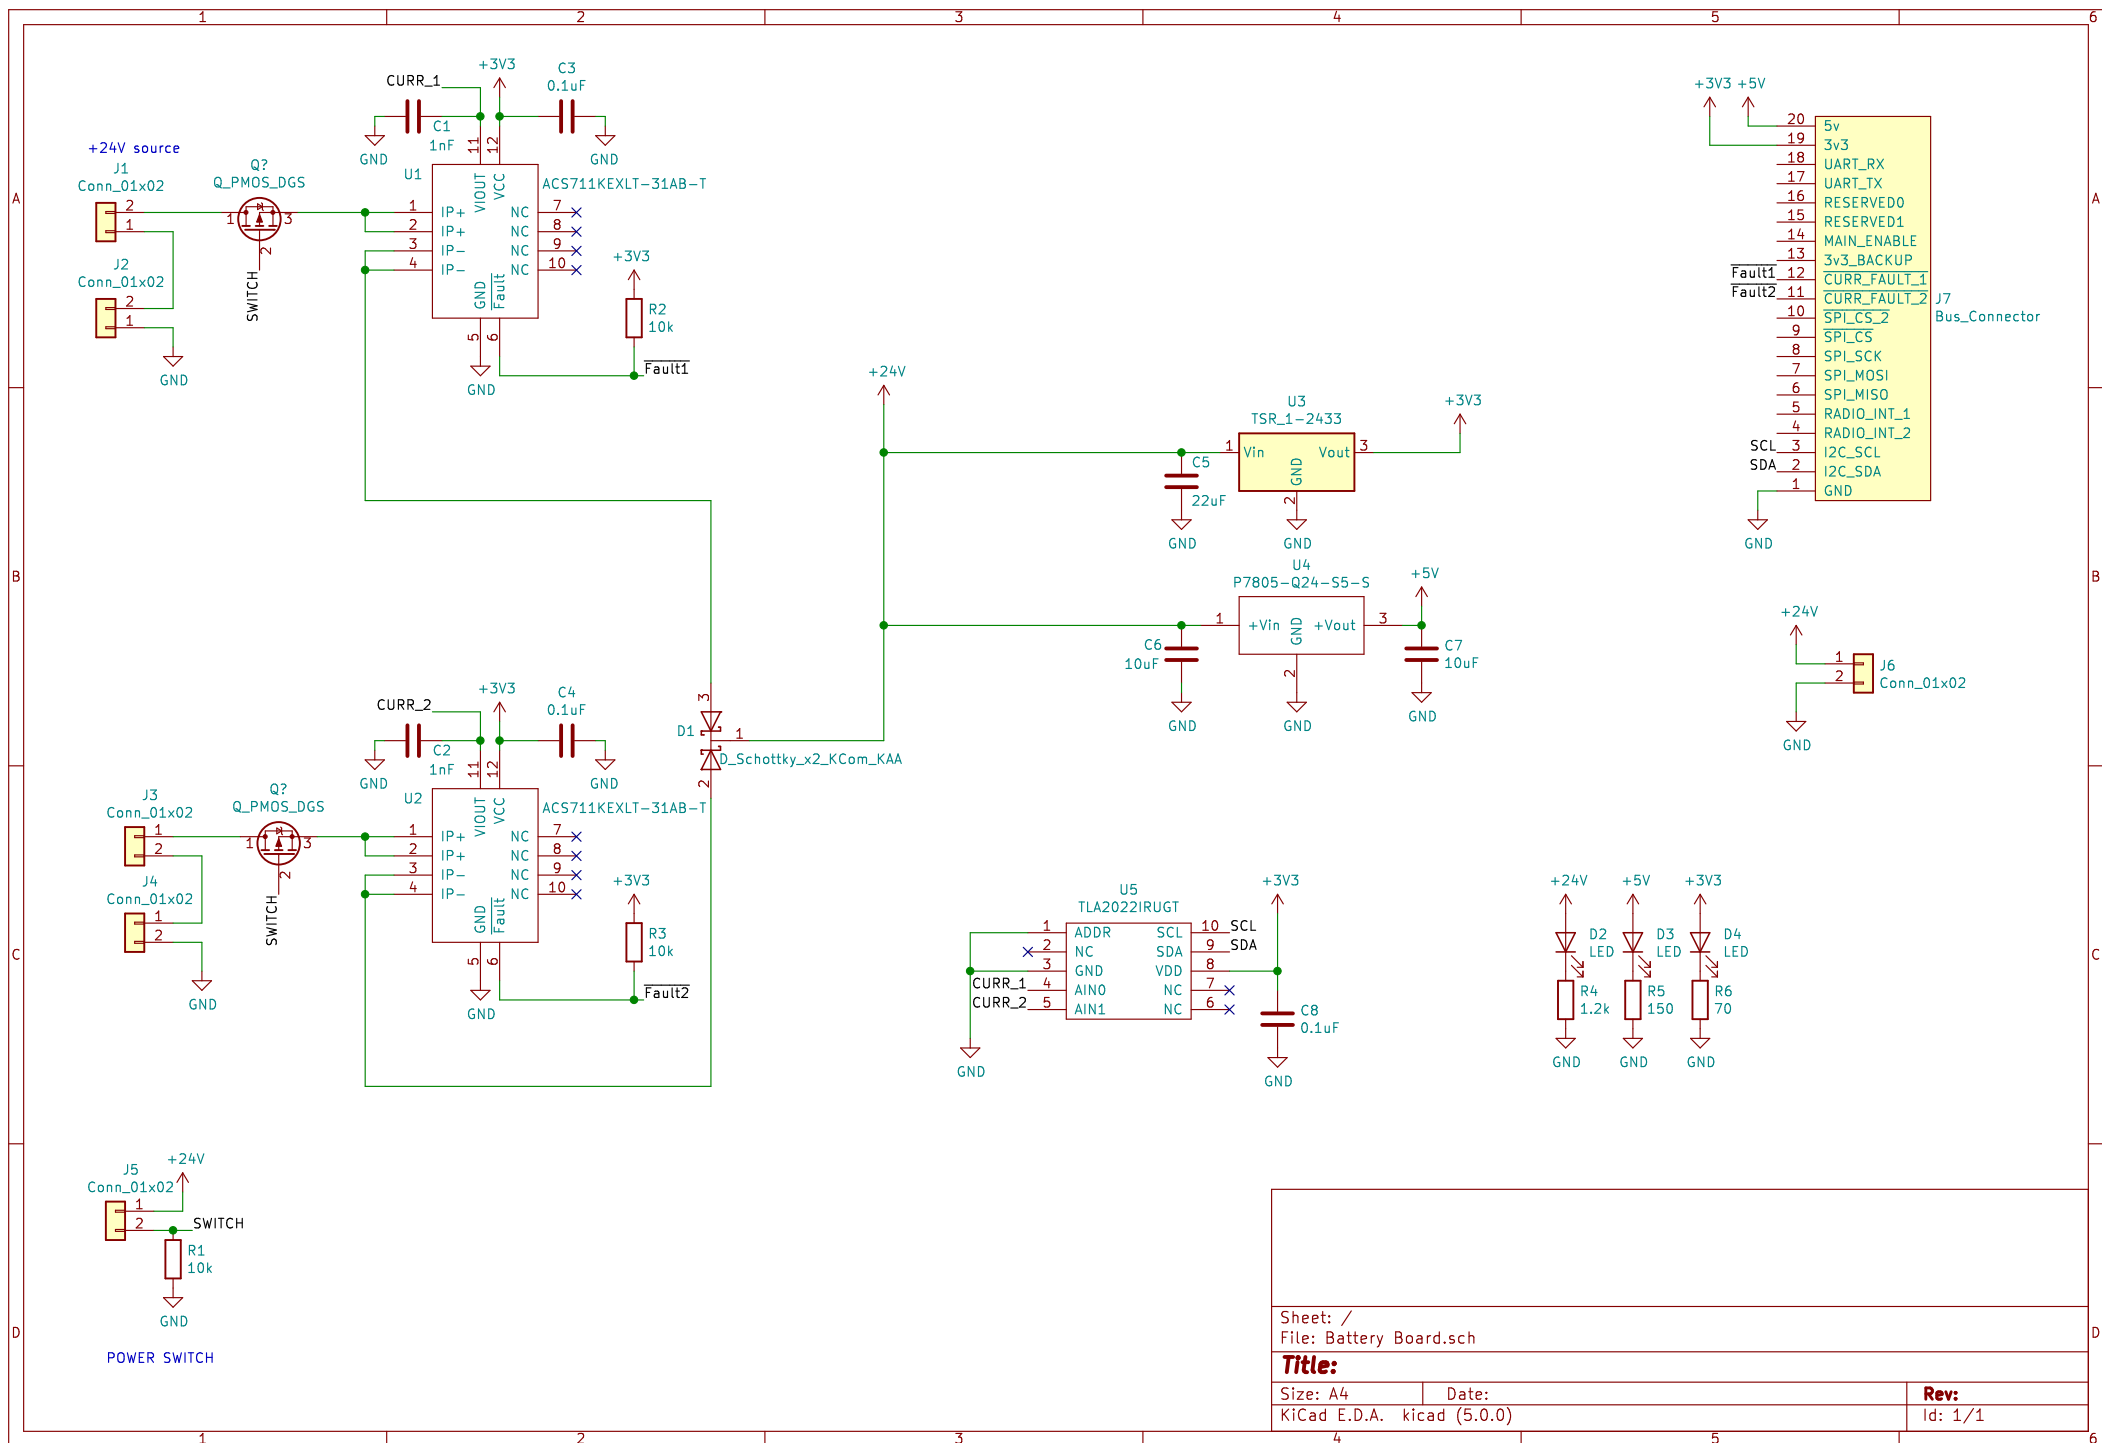 1 2 3 4 5 6
A
B
C
D
+24V source
J1
Conn_01x02
2
1
J2
Conn_01x02
2
1
GND
Q?
Q_PMOS_DGS
1 3
2
SWITCH
CURR_1
+3V3
C3
0.1uF
C1
1nF
GND
GND
11 12
U1
ACS711KEXLT-31AB-T
VIOUT VCC
1 IP+ NC 7
2 IP+ NC 8
3 IP- NC 9
4 IP- NC 10
GND Fault
5 6
GND
+3V3
R2
10k
Fault1
J3
Conn_01x02
1
2
J4
Conn_01x02
1
2
GND
Q?
Q_PMOS_DGS
1 3
2
SWITCH
CURR_2
+3V3
C4
0.1uF
C2
1nF
GND
GND
11 12
U2
ACS711KEXLT-31AB-T
VIOUT VCC
1 IP+ NC 7
2 IP+ NC 8
3 IP- NC 9
4 IP- NC 10
GND Fault
5 6
GND
+3V3
R3
10k
Fault2
3
D1
1
D_Schottky_x2_KCom_KAA
2
+24V
U3
TSR_1-2433
1 Vin Vout 3
GND
2
+3V3
C5
22uF
GND
GND
U4
P7805-Q24-S5-S
1 +Vin +Vout 3
GND
2
+5V
C6
10uF
C7
10uF
GND
GND
GND
U5
TLA2022IRUGT
1 ADDR SCL 10 SCL
2 NC SDA 9 SDA
3 GND VDD 8
CURR_1 4 AIN0 NC 7
CURR_2 5 AIN1 NC 6
GND
+3V3
C8
0.1uF
GND
+3V3 +5V
20 5v
19 3v3
18 UART_RX
17 UART_TX
16 RESERVED0
15 RESERVED1
14 MAIN_ENABLE
13 3v3_BACKUP
Fault1 12 CURR_FAULT_1
Fault2 11 CURR_FAULT_2
10 SPI_CS_2
9 SPI_CS
8 SPI_SCK
7 SPI_MOSI
6 SPI_MISO
5 RADIO_INT_1
4 RADIO_INT_2
SCL 3 I2C_SCL
SDA 2 I2C_SDA
1 GND
J7
Bus_Connector
GND
+24V
1
2
J6
Conn_01x02
GND
+24V +5V +3V3
D2 D3 D4
LED LED LED
R4 R5 R6
1.2k 150 70
GND GND GND
J5
Conn_01x02
+24V
1
2
SWITCH
R1
10k
GND
POWER SWITCH
Sheet: /
File: Battery Board.sch
Title:
Size: A4 Date: Rev:
KiCad E.D.A. kicad (5.0.0) Id: 1/1
A
B
C
D
1 2 3 4 5 6